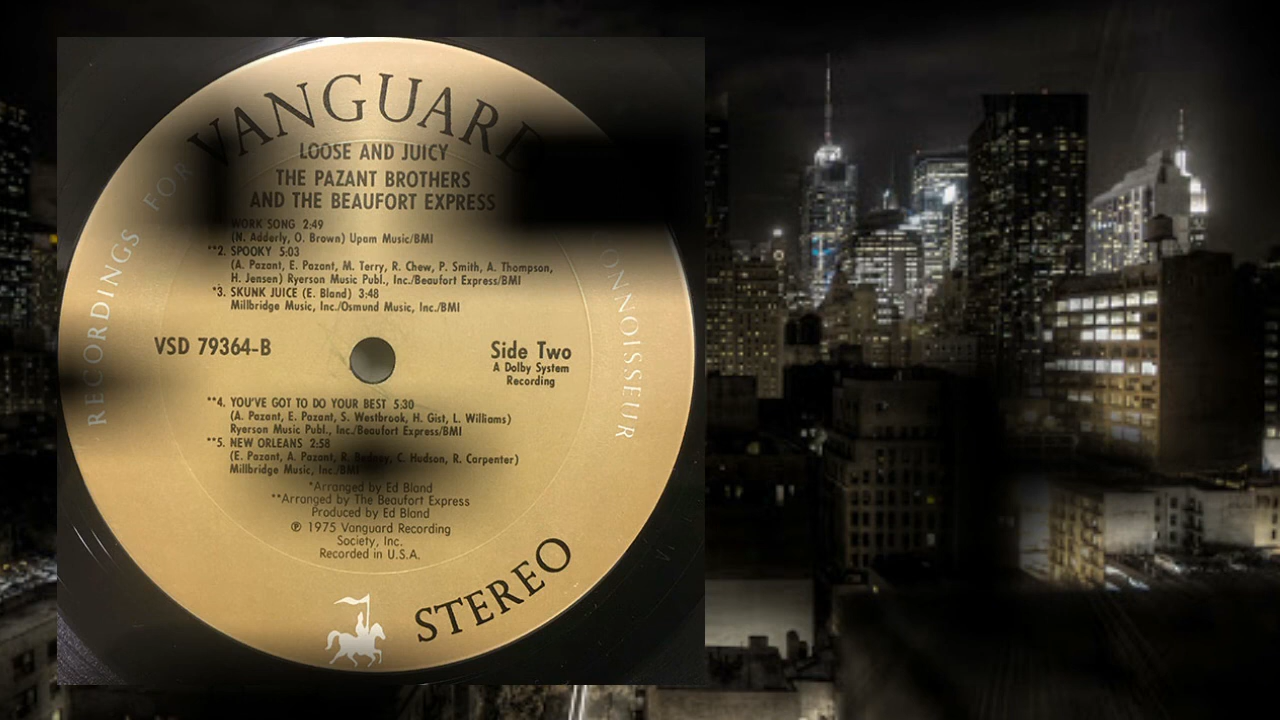 VANGUARD
RECORDINGS FOR
CONNOISSEUR
LOOSE AND JUICY
THE PAZANT BROTHERS
AND THE BEAUFORT EXPRESS
WORK SONG 2:49
(N. Adderly, O. Brown) Upam Music/BMI
**2. SPOOKY 5:03
(A. Pazant, E. Pazant, M. Terry, R. Chew, P. Smith, A. Thompson,
H. Jensen) Ryerson Music Publ., Inc./Beaufort Express/BMI
*3. SKUNK JUICE (E. Bland) 3:48
Millbridge Music, Inc./Osmund Music, Inc./BMI
VSD 79364-B
Side Two
A Dolby System
Recording
**4. YOU'VE GOT TO DO YOUR BEST 5:30
(A. Pazant, E. Pazant, S. Westbrook, H. Gist, L. Williams)
Ryerson Music Publ., Inc./Beaufort Express/BMI
**5. NEW ORLEANS 2:58
(E. Pazant, A. Pazant, R. C. Hudson, R. Carpenter)
Millbridge Music, Inc./BMI
*Arranged by Ed Bland
**Arranged by The Beaufort Express
Produced by Ed Bland
℗ 1975 Vanguard Recording
Society, Inc.
Recorded in U.S.A.
STEREO